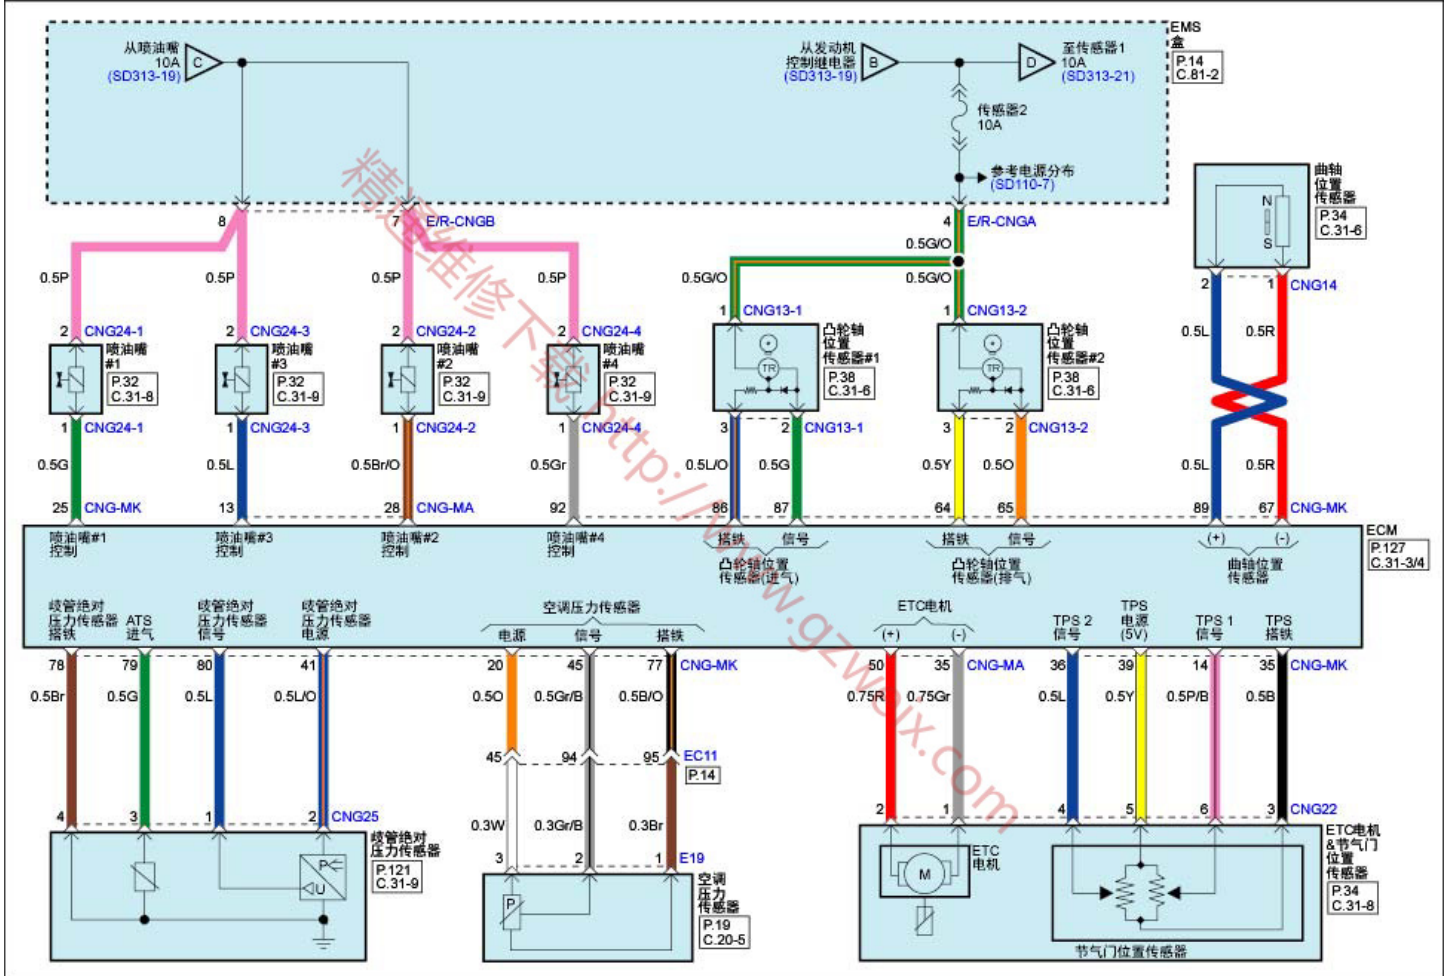 从喷油嘴
10A
(SD313-19)
C
从发动机
控制继电器
(SD313-19)
B
D
至传感器1
10A
(SD313-21)
传感器2
10A
参考电源分布
(SD110-7)
EMS
盒
P.14
C.81-2
曲轴
位置
传感器
P.34
C.31-6
N
S
8
7
E/R-CNGB
4
E/R-CNGA
0.5G/O
0.5G/O
0.5G/O
0.5P
0.5P
0.5P
0.5P
2
1
CNG14
2
CNG24-1
2
CNG24-3
2
CNG24-2
2
CNG24-4
1
CNG13-1
1
CNG13-2
0.5L
0.5R
喷油嘴
#1
P.32
C.31-8
喷油嘴
#3
P.32
C.31-9
喷油嘴
#2
P.32
C.31-9
喷油嘴
#4
P.32
C.31-9
TR
凸轮轴
位置
传感器#1
P.38
C.31-6
TR
凸轮轴
位置
传感器#2
P.38
C.31-6
1
CNG24-1
1
CNG24-3
1
CNG24-2
1
CNG24-4
3
2
CNG13-1
3
2
CNG13-2
0.5G
0.5L
0.5Br/O
0.5Gr
0.5L/O
0.5G
0.5Y
0.5O
0.5L
0.5R
25
CNG-MK
13
28
CNG-MA
92
86
87
64
65
89
67
CNG-MK
喷油嘴#1
控制
喷油嘴#3
控制
喷油嘴#2
控制
喷油嘴#4
控制
搭铁
信号
凸轮轴位置
传感器(进气)
搭铁
信号
凸轮轴位置
传感器(排气)
(+)
(-)
曲轴位置
传感器
ECM
P.127
C.31-3/4
歧管绝对
压力传感器
搭铁
ATS
进气
歧管绝对
压力传感器
信号
歧管绝对
压力传感器
电源
空调压力传感器
电源
信号
搭铁
ETC电机
(+)
(-)
TPS 2
信号
TPS
电源
(5V)
TPS 1
信号
TPS
搭铁
78
79
80
41
20
45
77
CNG-MK
50
35
CNG-MA
36
39
14
35
CNG-MK
0.5Br
0.5G
0.5L
0.5L/O
0.5O
0.5Gr/B
0.5B/O
0.75R
0.75Gr
0.5L
0.5Y
0.5P/B
0.5B
45
94
95
EC11
P.14
0.3W
0.3Gr/B
0.3Br
4
3
1
2
CNG25
3
2
1
E19
2
1
4
5
6
3
CNG22
P
U
歧管绝对
压力传感器
P.121
C.31-9
P
空调
压力
传感器
P.19
C.20-5
M
ETC
电机
节气门位置传感器
ETC电机
&节气门
位置
传感器
P.34
C.31-8
精通维修下载 http://www.gzweix.com